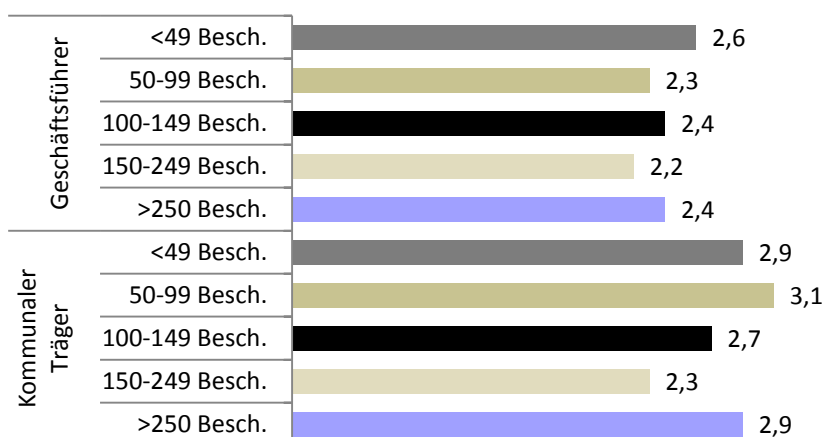 Geschäftsführer
<49 Besch. 2,6
50-99 Besch. 2,3
100-149 Besch. 2,4
150-249 Besch. 2,2
>250 Besch. 2,4
Kommunaler
Träger
<49 Besch. 2,9
50-99 Besch. 3,1
100-149 Besch. 2,7
150-249 Besch. 2,3
>250 Besch. 2,9